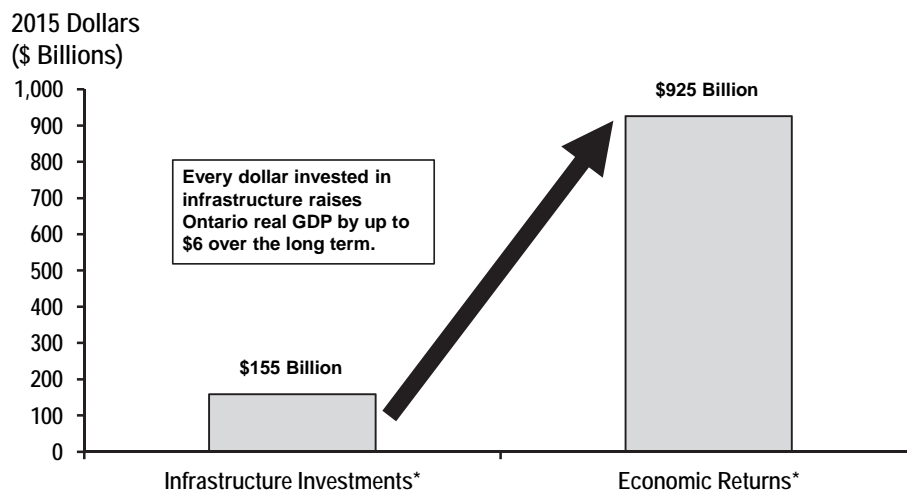 2015 Dollars
($ Billions)
1,000
900
800
700
600
500
400
300
200
100
0
$925 Billion
Every dollar invested in
infrastructure raises
Ontario real GDP by up to
$6 over the long term.
$155 Billion
Infrastructure Investments*
Economic Returns*